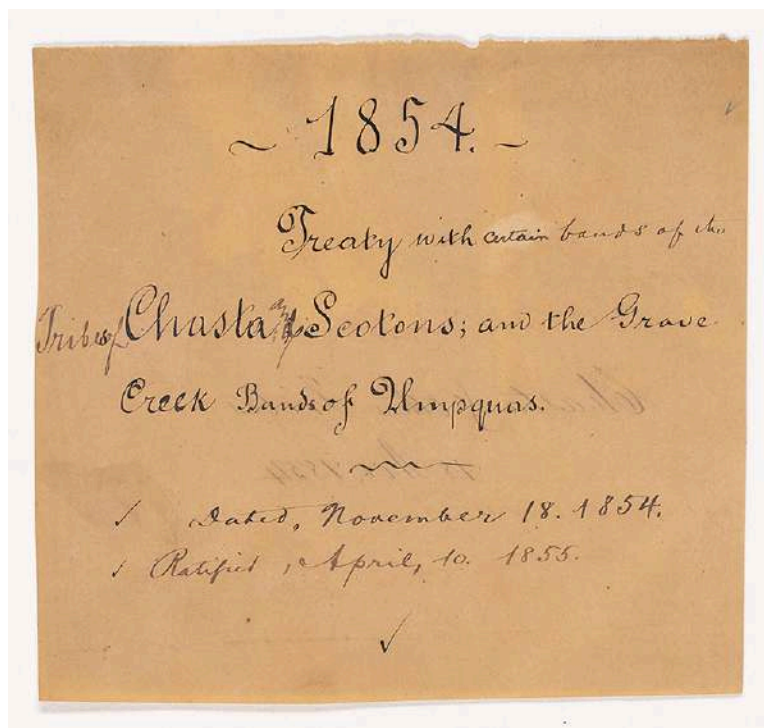 ~ 1854. ~
Treaty with certain bands of the
Tribes of Chasta and Scotons; and the Grave
Creek Bands of Umpquas.
Dated, November 18. 1854.
Ratified, April, 10. 1855.